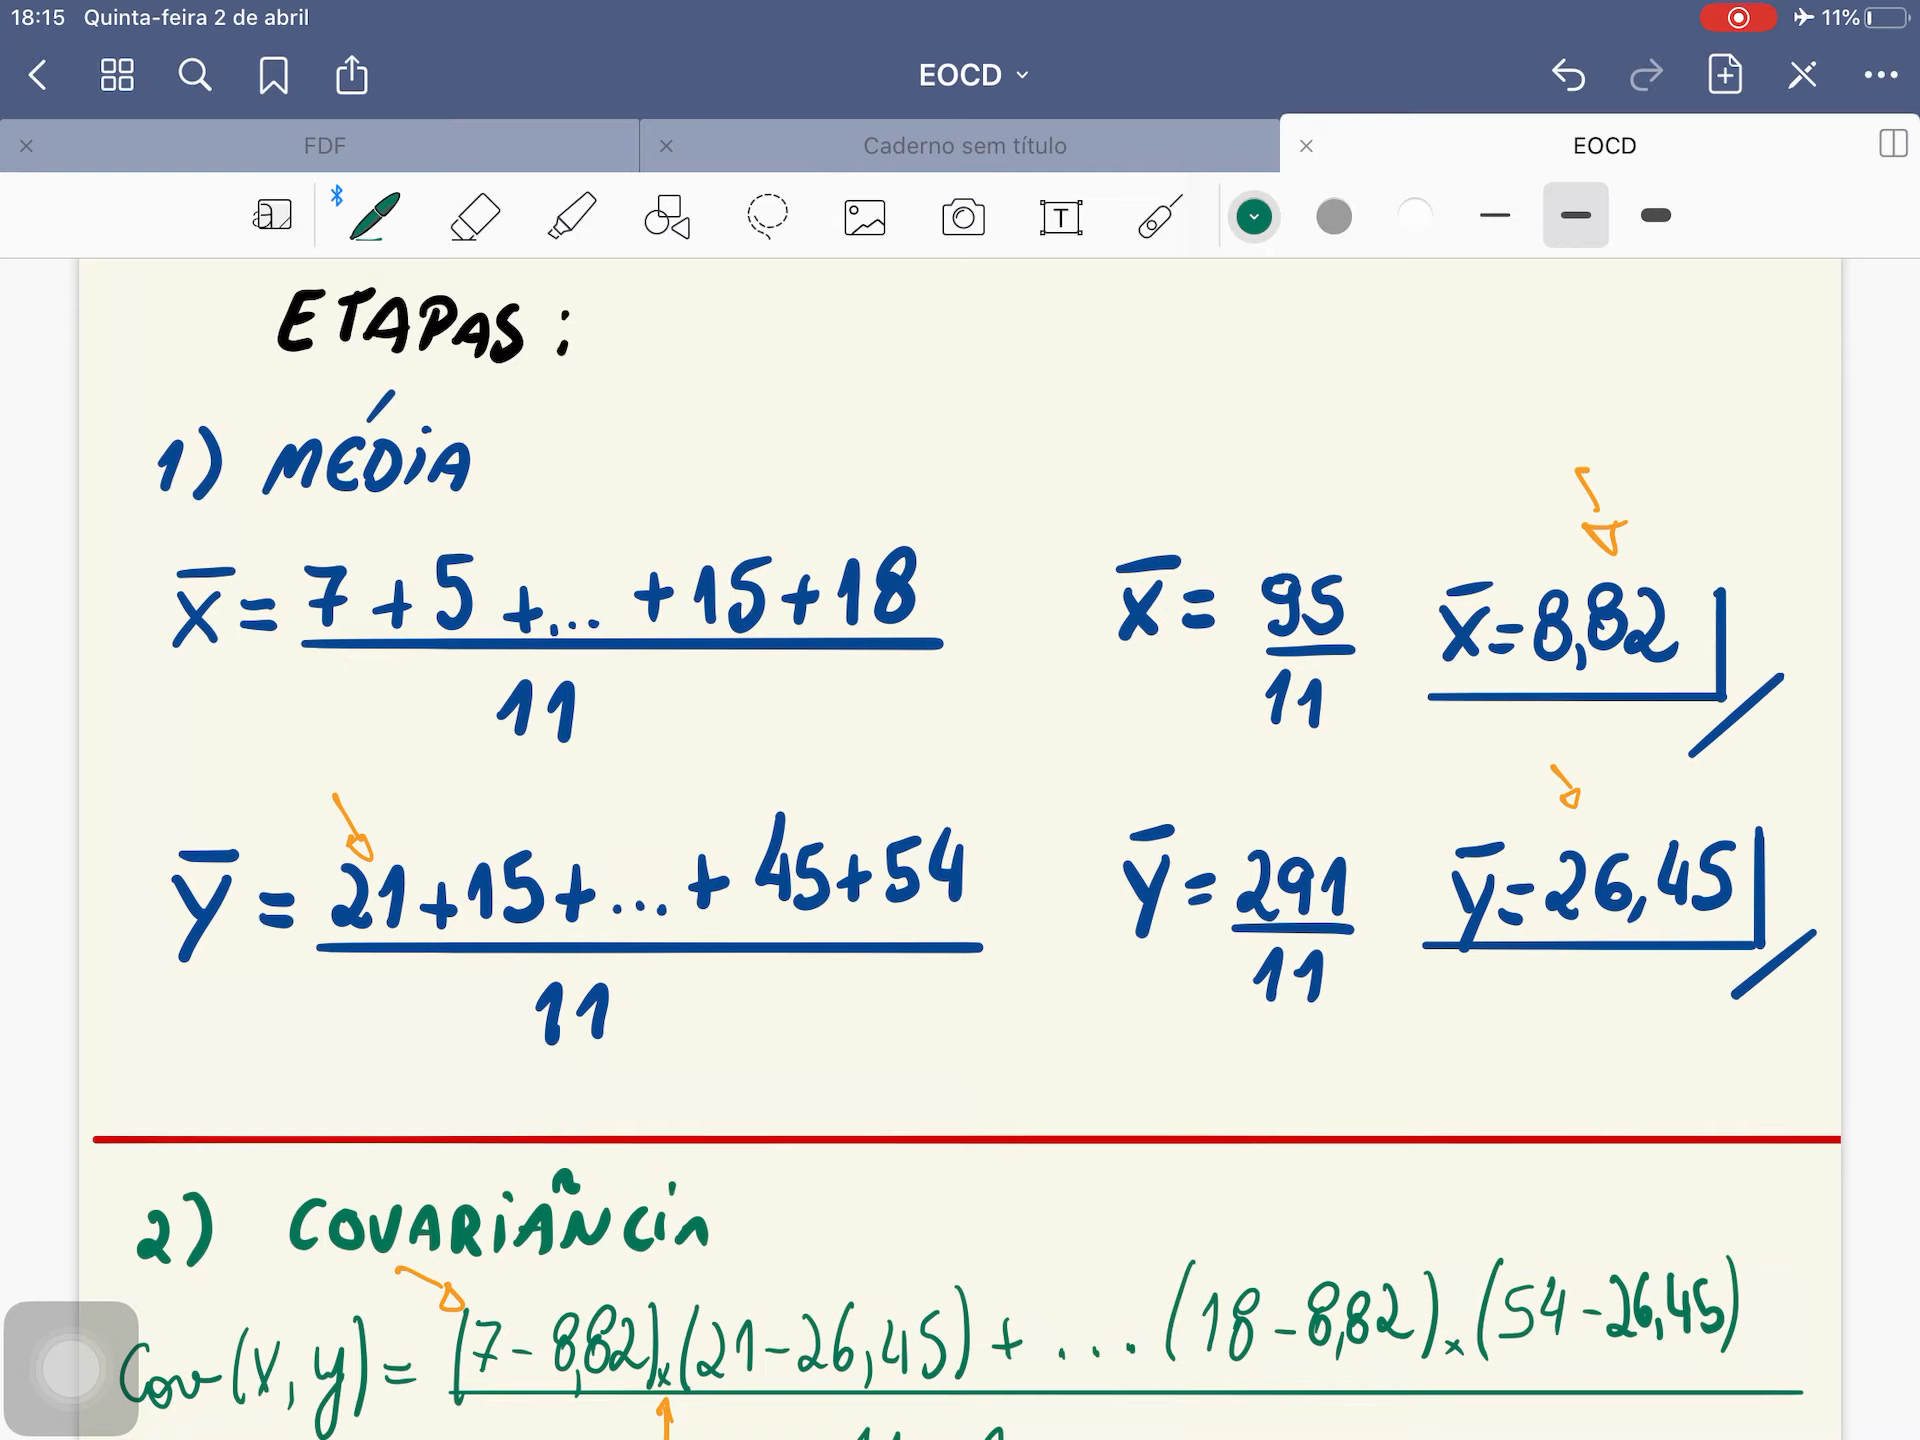 18:15 Quinta-feira 2 de abril 11%
EOCD
FDF Caderno sem título EOCD
ETAPAS:
1) MÉDIA
x̄ = 7 + 5 + ... + 15 + 18 x̄ = 95 x̄ = 8,82
11 11
ȳ = 21 + 15 + ... + 45 + 54 ȳ = 291 ȳ = 26,45
11 11
2) COVARIÂNCIA
Cov(x,y) = (7 - 8,82) x (21 - 26,45) + ... (18 - 8,82) x (54 - 26,45)